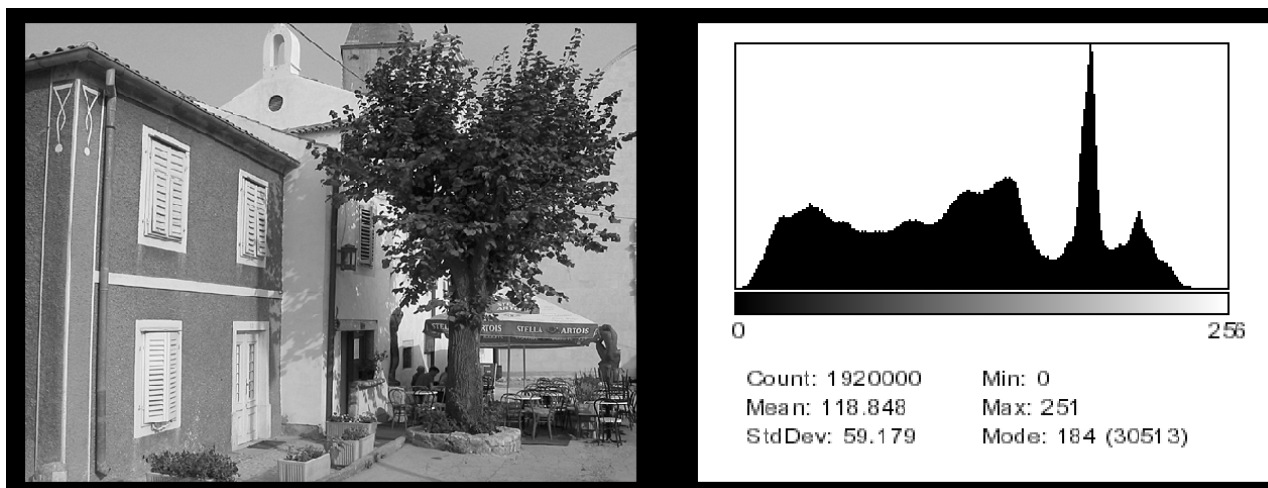 STELLA ARTOIS
0 256
Count: 1920000 Min: 0
Mean: 118.848 Max: 251
StdDev: 59.179 Mode: 184 (30513)